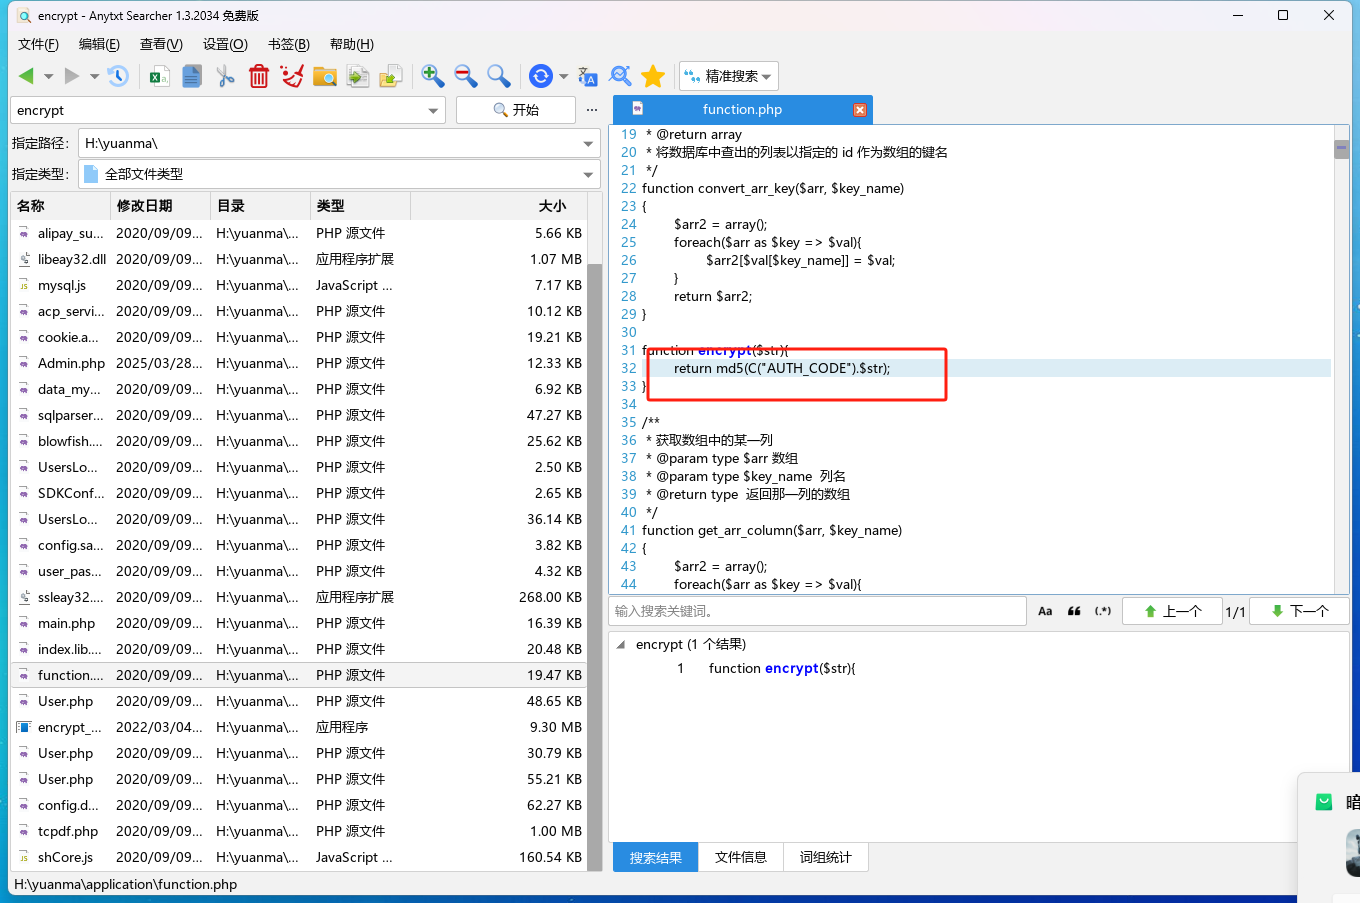 encrypt - Anytxt Searcher 1.3.2034 免费版
文件(F) 编辑(E) 查看(V) 设置(O) 书签(B) 帮助(H)
精准搜索
encrypt
开始
...
指定路径: H:\yuanma\
指定类型: 全部文件类型
名称 修改日期 目录 类型 大小
alipay_su... 2020/09/09... H:\yuanma\... PHP 源文件 5.66 KB
libeay32.dll 2020/09/09... H:\yuanma\... 应用程序扩展 1.07 MB
mysql.js 2020/09/09... H:\yuanma\... JavaScript ... 7.17 KB
acp_servi... 2020/09/09... H:\yuanma\... PHP 源文件 10.12 KB
cookie.a... 2020/09/09... H:\yuanma\... PHP 源文件 19.21 KB
Admin.php 2025/03/28... H:\yuanma\... PHP 源文件 12.33 KB
data_my... 2020/09/09... H:\yuanma\... PHP 源文件 6.92 KB
sqlparser... 2020/09/09... H:\yuanma\... PHP 源文件 47.27 KB
blowfish.... 2020/09/09... H:\yuanma\... PHP 源文件 25.62 KB
UsersLo... 2020/09/09... H:\yuanma\... PHP 源文件 2.50 KB
SDKConf... 2020/09/09... H:\yuanma\... PHP 源文件 2.65 KB
UsersLo... 2020/09/09... H:\yuanma\... PHP 源文件 36.14 KB
config.sa... 2020/09/09... H:\yuanma\... PHP 源文件 3.82 KB
user_pas... 2020/09/09... H:\yuanma\... PHP 源文件 4.32 KB
ssleay32.... 2020/09/09... H:\yuanma\... 应用程序扩展 268.00 KB
main.php 2020/09/09... H:\yuanma\... PHP 源文件 16.39 KB
index.lib.... 2020/09/09... H:\yuanma\... PHP 源文件 20.48 KB
function.... 2020/09/09... H:\yuanma\... PHP 源文件 19.47 KB
User.php 2020/09/09... H:\yuanma\... PHP 源文件 48.65 KB
encrypt_... 2022/03/04... H:\yuanma\... 应用程序 9.30 MB
User.php 2020/09/09... H:\yuanma\... PHP 源文件 30.79 KB
User.php 2020/09/09... H:\yuanma\... PHP 源文件 55.21 KB
config.d... 2020/09/09... H:\yuanma\... PHP 源文件 62.27 KB
tcpdf.php 2020/09/09... H:\yuanma\... PHP 源文件 1.00 MB
shCore.js 2020/09/09... H:\yuanma\... JavaScript ... 160.54 KB
H:\yuanma\application\function.php
function.php
19 * @return array
20 * 将数据库中查出的列表以指定的 id 作为数组的键名
21 */
22 function convert_arr_key($arr, $key_name)
23 {
24 $arr2 = array();
25 foreach($arr as $key => $val){
26 $arr2[$val[$key_name]] = $val;
27 }
28 return $arr2;
29 }
30
31 function encrypt($str){
32 return md5(C("AUTH_CODE").$str);
33 }
34
35 /**
36 * 获取数组中的某一列
37 * @param type $arr 数组
38 * @param type $key_name 列名
39 * @return type 返回那一列的数组
40 */
41 function get_arr_column($arr, $key_name)
42 {
43 $arr2 = array();
44 foreach($arr as $key => $val){
输入搜索关键词。 Aa (.*) 上一个 1/1 下一个
encrypt (1 个结果)
1 function encrypt($str){
搜索结果 文件信息 词组统计
暗